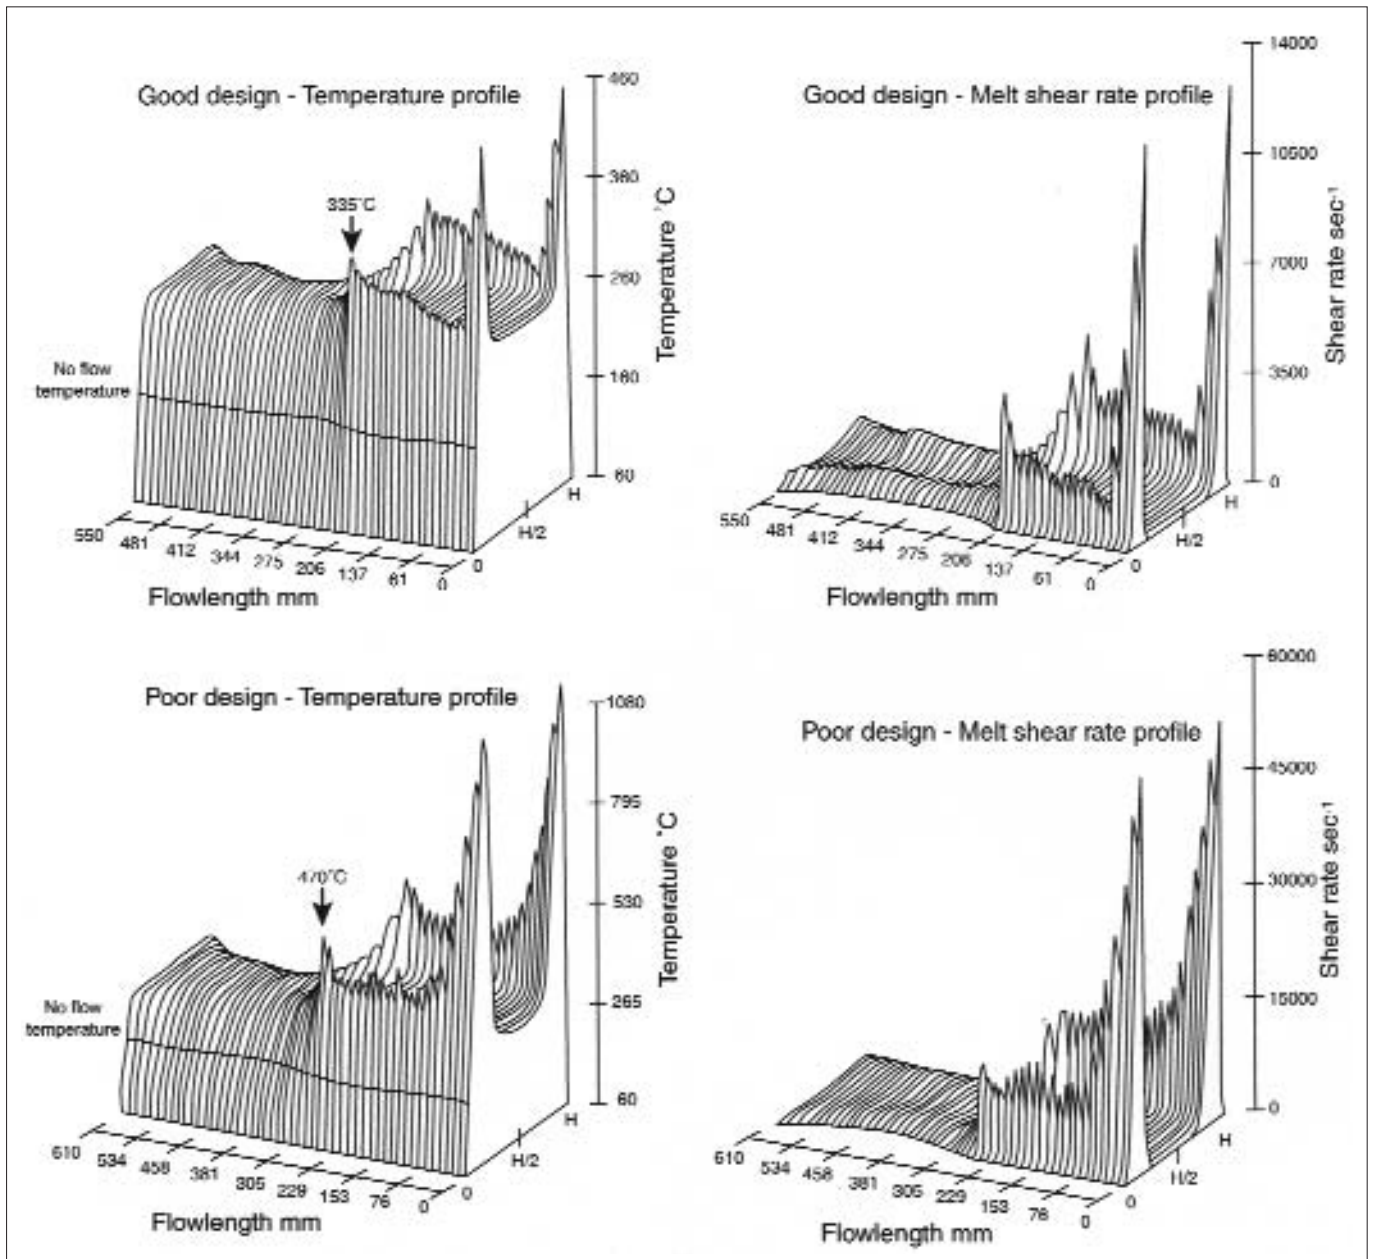 Good design - Temperature profile
460
360
260
160
60
Temperature °C
335°C
No flow
temperature
H
H/2
0
550
481
412
344
275
206
137
61
0
Flowlength mm
Good design - Melt shear rate profile
14000
10500
7000
3500
0
Shear rate sec-1
H
H/2
0
550
481
412
344
275
206
137
61
0
Flowlength mm
Poor design - Temperature profile
1080
795
530
265
60
Temperature °C
470°C
No flow
temperature
H
H/2
0
610
534
458
381
305
229
153
76
0
Flowlength mm
Poor design - Melt shear rate profile
60000
45000
30000
15000
0
Shear rate sec-1
H
H/2
0
610
534
458
381
305
229
153
76
0
Flowlength mm